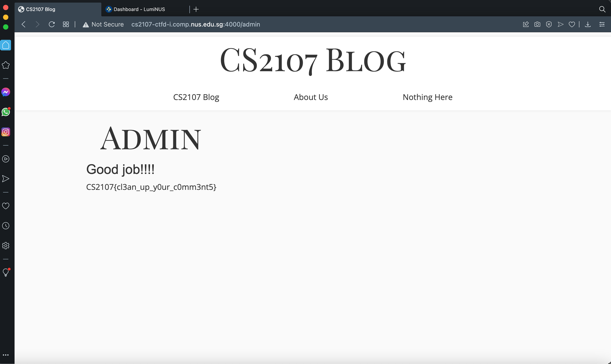 CS2107 Blog
Dashboard - LumiNUS
Not Secure
cs2107-ctfd-i.comp.nus.edu.sg:4000/admin
CS2107 Blog
CS2107 Blog
About Us
Nothing Here
Admin
Good job!!!!
CS2107{cl3an_up_y0ur_c0mm3nt5}